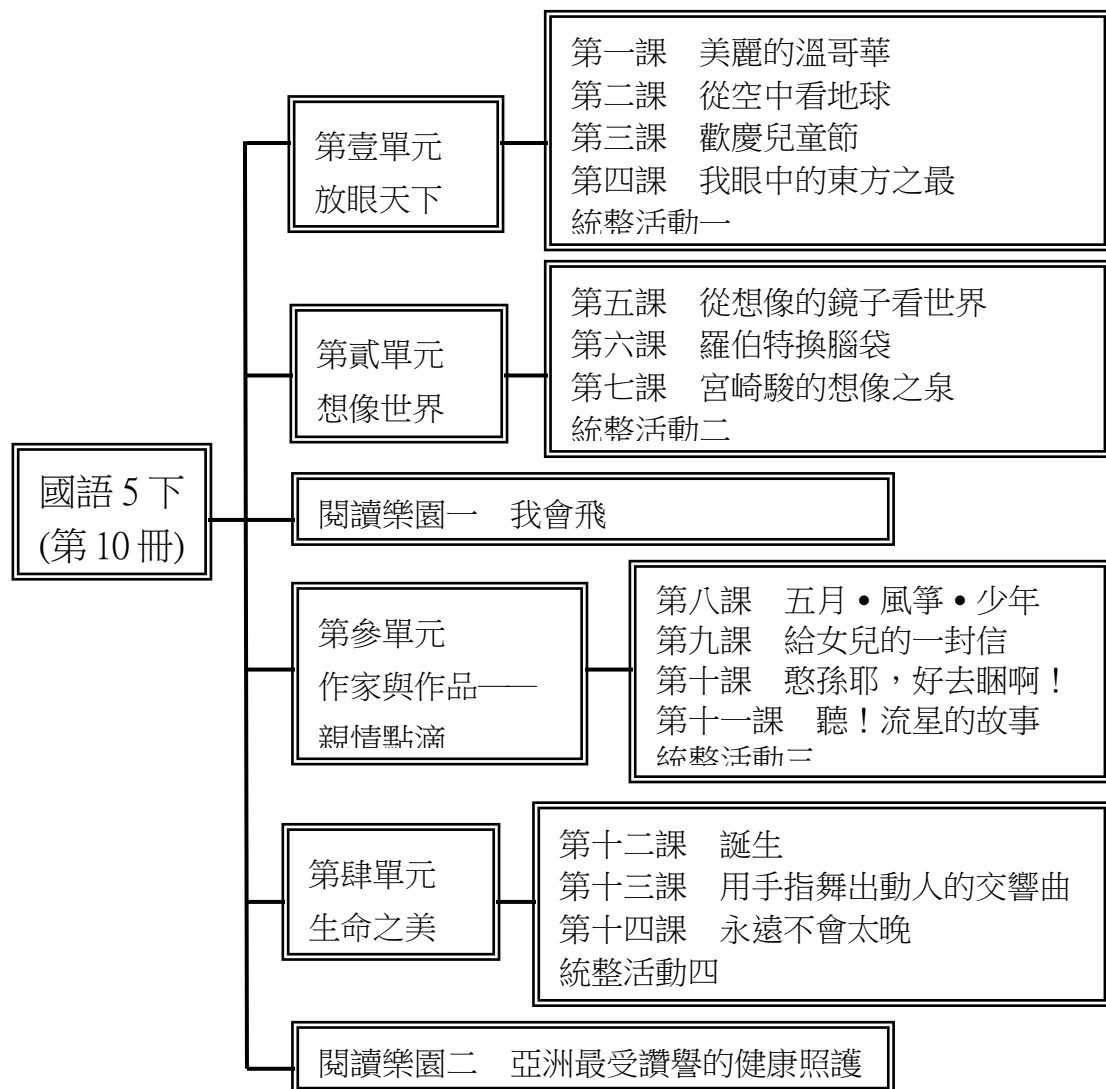 國語5下
(第10冊)
第壹單元
放眼天下
第一課　美麗的溫哥華
第二課　從空中看地球
第三課　歡慶兒童節
第四課　我眼中的東方之最
統整活動一
第貳單元
想像世界
第五課　從想像的鏡子看世界
第六課　羅伯特換腦袋
第七課　宮崎駿的想像之泉
統整活動二
閱讀樂園一　我會飛
第參單元
作家與作品——
親情點滴
第八課　五月•風箏•少年
第九課　給女兒的一封信
第十課　憨孫耶，好去睏啊！
第十一課　聽！流星的故事
統整活動三
第肆單元
生命之美
第十二課　誕生
第十三課　用手指舞出動人的交響曲
第十四課　永遠不會太晚
統整活動四
閱讀樂園二　亞洲最受讚譽的健康照護